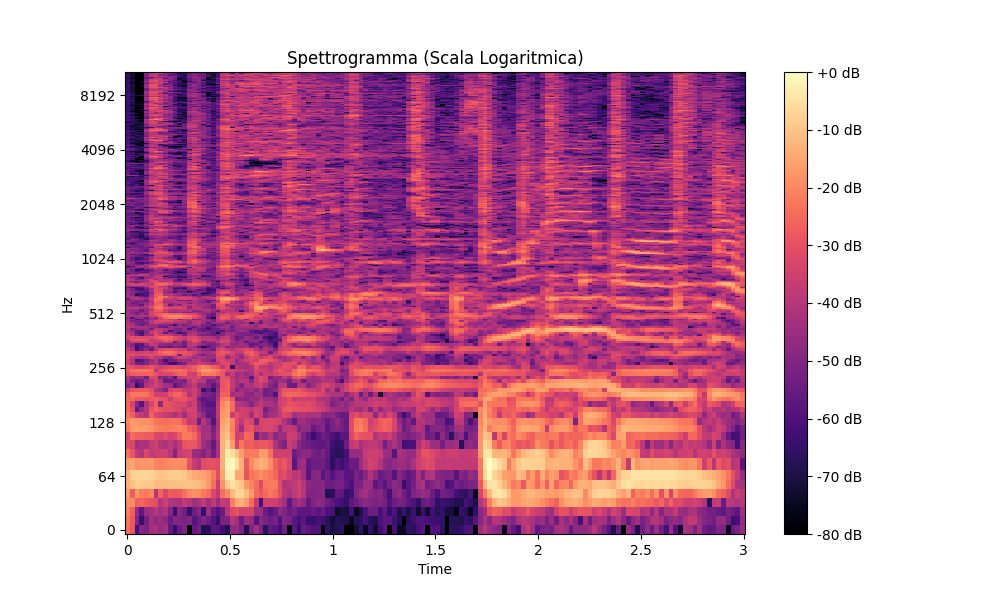 Spettrogramma (Scala Logaritmica)
Hz
8192
4096
2048
1024
512
256
128
64
0
0 0.5 1 1.5 2 2.5 3
Time
+0 dB
-10 dB
-20 dB
-30 dB
-40 dB
-50 dB
-60 dB
-70 dB
-80 dB